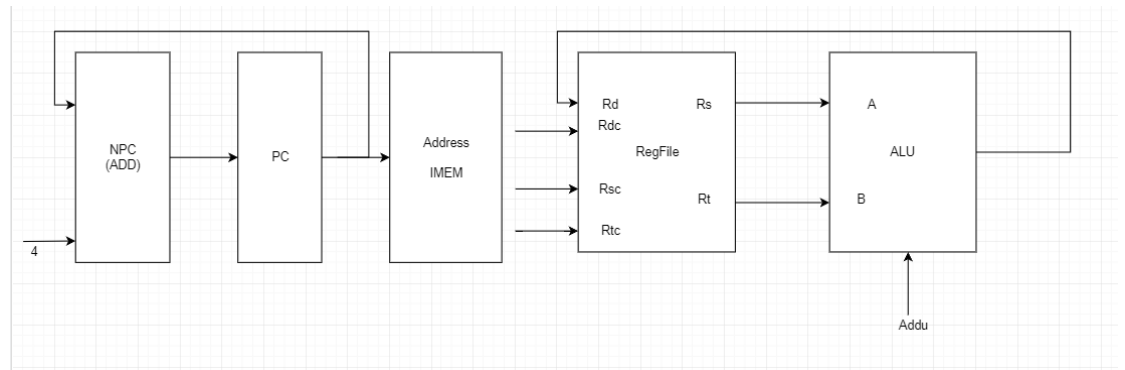 NPC
(ADD)
4
PC
Address
IMEM
Rd
Rs
Rdc
RegFile
Rsc
Rt
Rtc
A
ALU
B
Addu